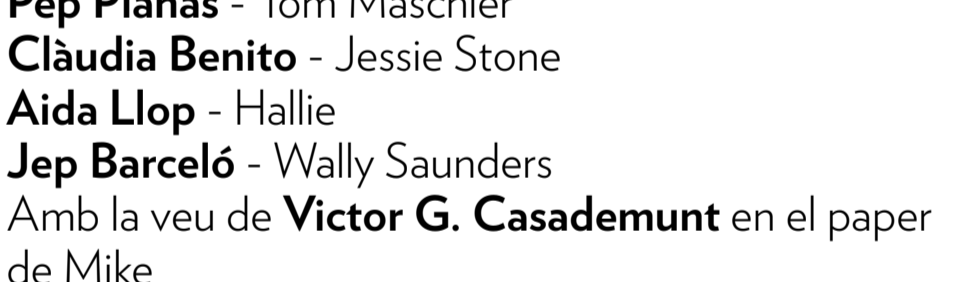 Pep Planas - Tom Maschler
Clàudia Benito - Jessie Stone
Aida Llop - Hallie
Jep Barceló - Wally Saunders
Amb la veu de Victor G. Casademunt en el paper
de Mike